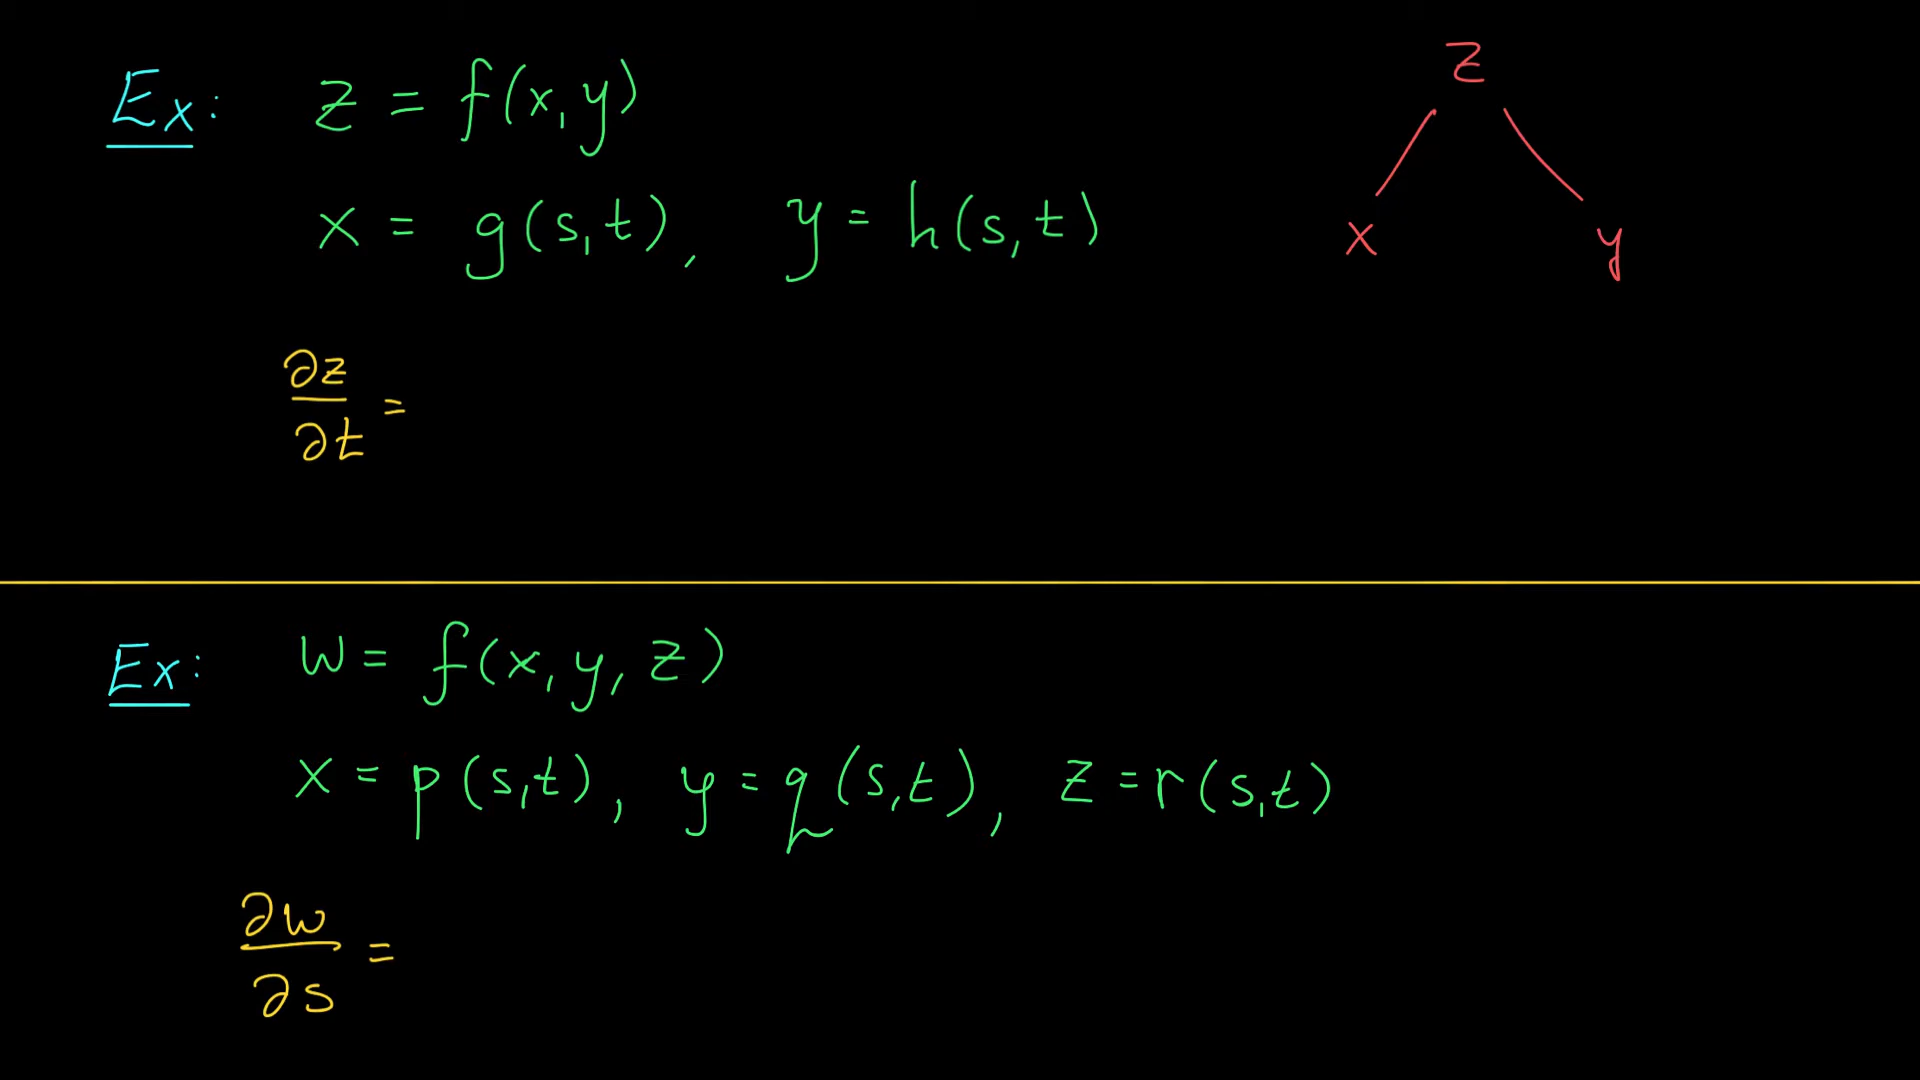 Ex: z = f(x,y)
x = g(s,t), y = h(s,t)
∂z/∂t =
z
x y
Ex: w = f(x,y,z)
x = p(s,t), y = q(s,t), z = r(s,t)
∂w/∂s =